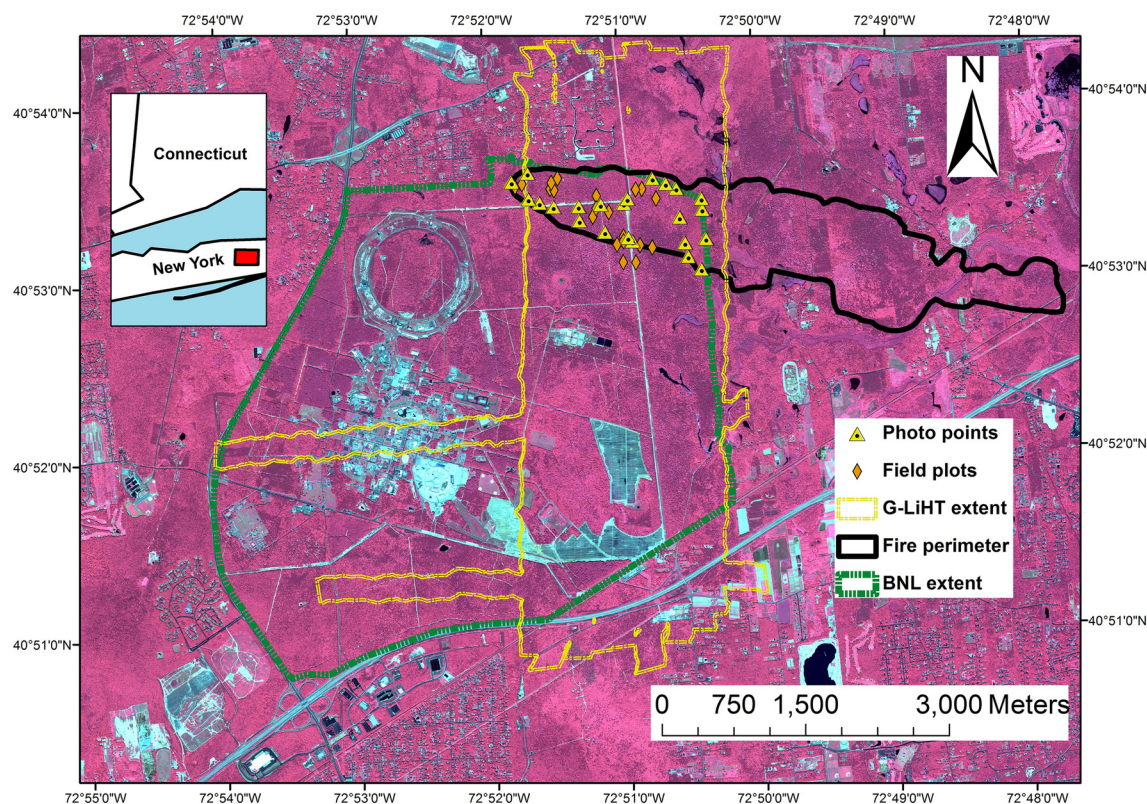 72°54'0"W 72°53'0"W 72°52'0"W 72°51'0"W 72°50'0"W 72°49'0"W 72°48'0"W
40°54'0"N
40°54'0"N
N
Connecticut
New York
40°53'0"N
40°53'0"N
40°52'0"N
40°52'0"N
Photo points
Field plots
G-LiHT extent
Fire perimeter
BNL extent
40°51'0"N
40°51'0"N
0 750 1,500 3,000 Meters
72°55'0"W 72°54'0"W 72°53'0"W 72°52'0"W 72°51'0"W 72°50'0"W 72°49'0"W